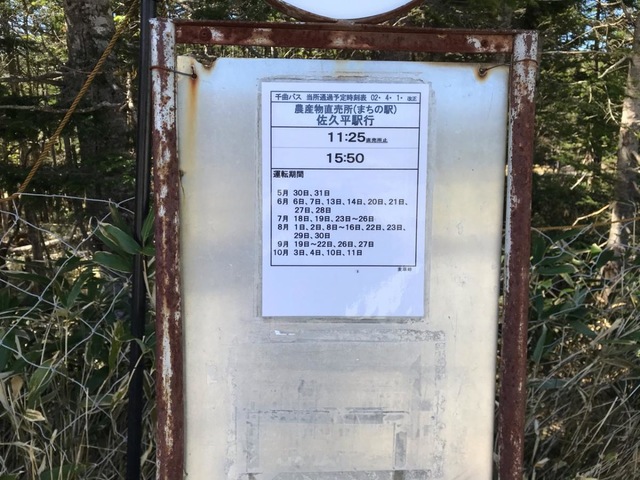 千曲バス 当所通過予定時刻表 02・4・1・改正
農産物直売所(まちの駅)
佐久平駅行
11:25直売所止
15:50
運転期間
5月 30日、31日
6月 6日、7日、13日、14日、20日、21日、
27日、28日
7月 18日、19日、23日~26日
8月 1日、2日、8日~16日、22日、23日、
29日、30日
9月 19日~22日、26日、27日
10月 3日、4日、10日、11日